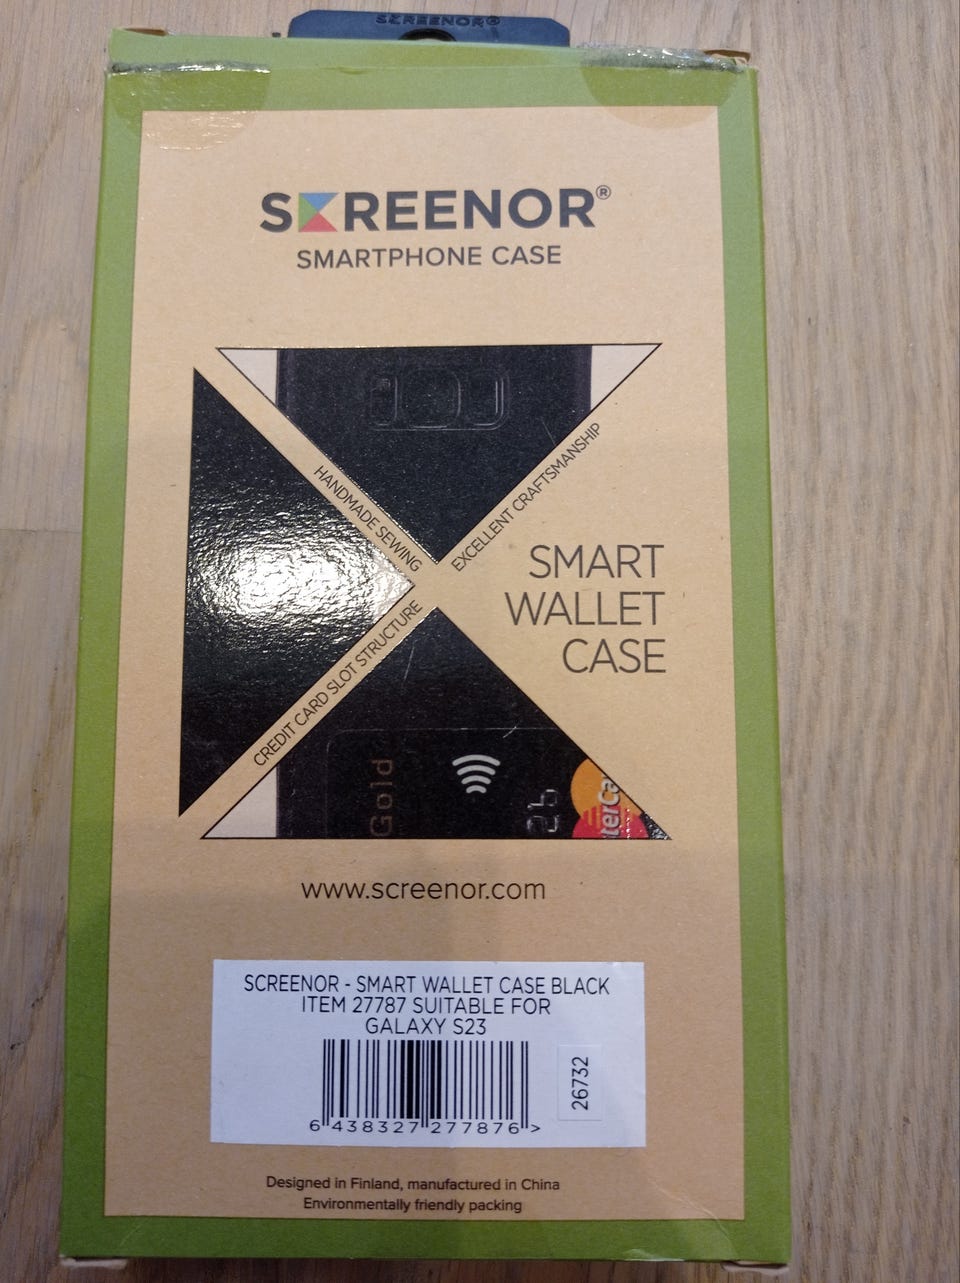 SCREENOR®
SCREENOR®
SMARTPHONE CASE
HANDMADE SEWING
EXCELLENT CRAFTSMANSHIP
SMART
WALLET
CASE
CREDIT CARD SLOT STRUCTURE
Gold
26
terCa
www.screenor.com
SCREENOR - SMART WALLET CASE BLACK
ITEM 27787 SUITABLE FOR
GALAXY S23
26732
6 438327 277876 >
Designed in Finland, manufactured in China
Environmentally friendly packing